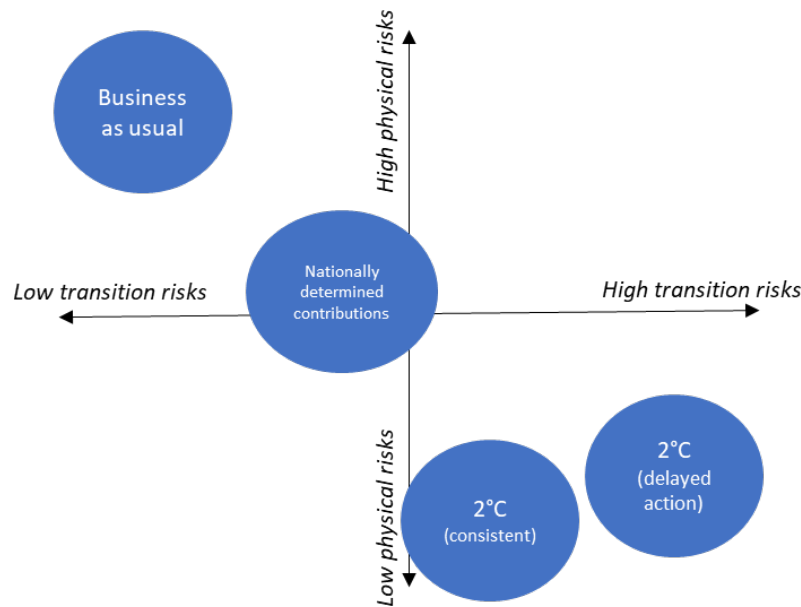 Business
as usual
High physical risks
Nationally
determined
contributions
Low transition risks
High transition risks
2°C
(delayed
action)
2°C
(consistent)
Low physical risks